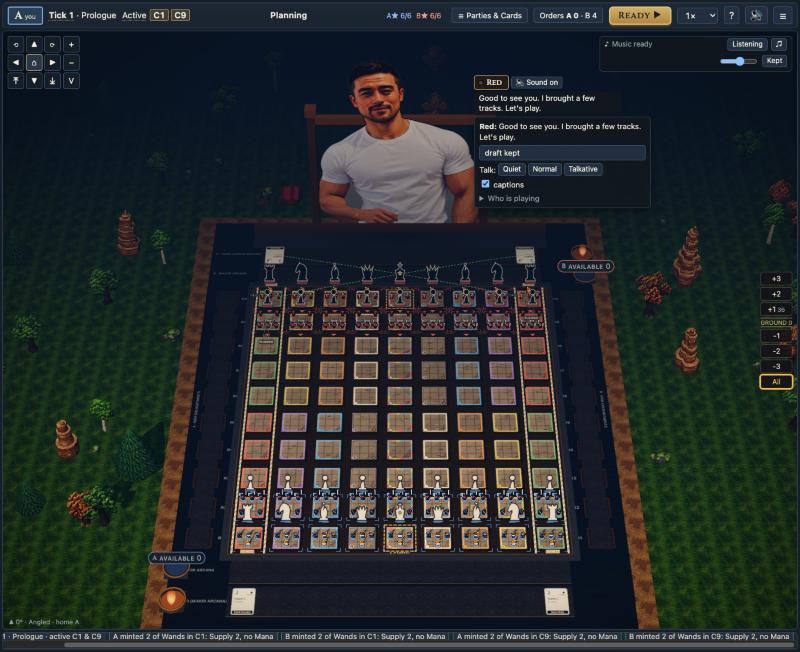 A you
Tick 1 · Prologue Active C1 C9
Planning
A★ 6/6 B★ 6/6
≡ Parties & Cards
Orders A 0 · B 4
READY ▶
1×
?
≡
♪ Music ready
Listening
Kept
RED
Sound on
Good to see you. I brought a few
tracks. Let's play.
Red: Good to see you. I brought a few tracks.
Let's play.
draft kept
Talk: Quiet Normal Talkative
captions
▶ Who is playing
B AVAILABLE 0
+3
+2
+1 36
GROUND 0
-1
-2
-3
All
A AVAILABLE 0
▲ 0° · Angled · home A
1 · Prologue · active C1 & C9
A minted 2 of Wands in C1: Supply 2, no Mana
B minted 2 of Wands in C1: Supply 2, no Mana
A minted 2 of Wands in C9: Supply 2, no Mana
B minted 2 of Wands in C9: Supply 2, no Mana